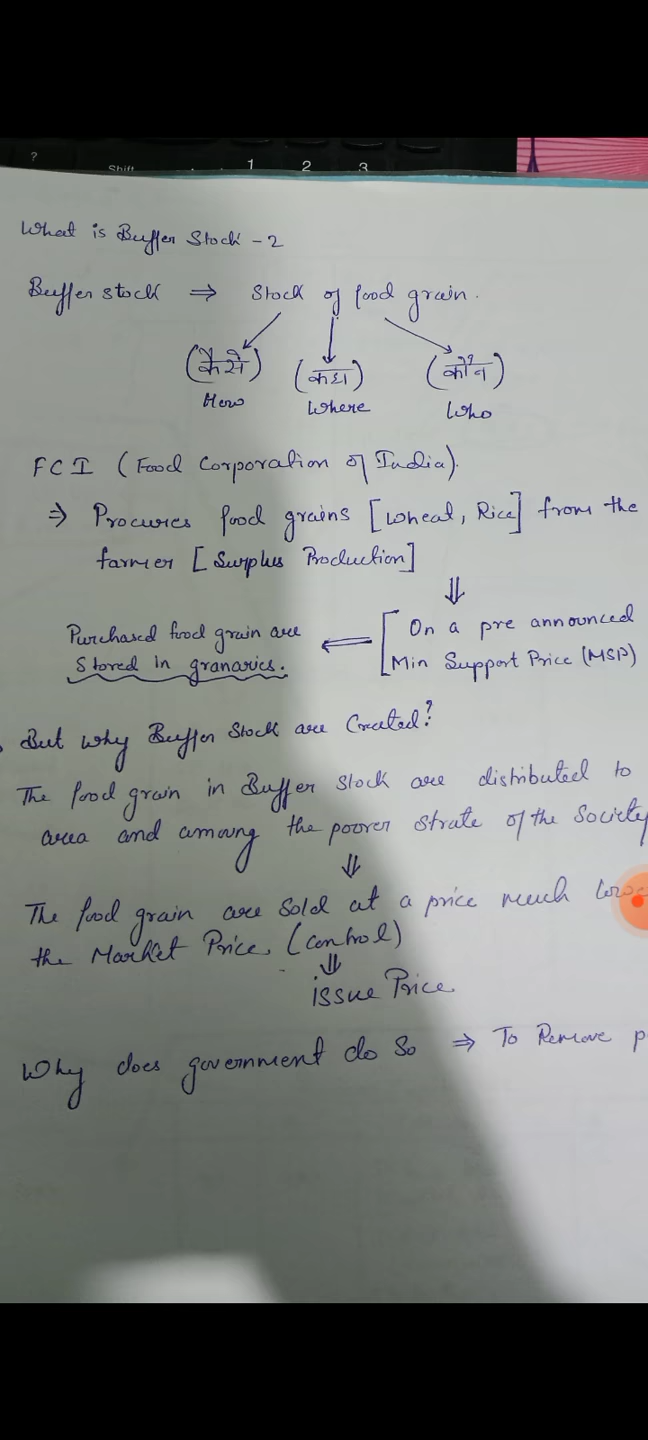 ? Shift 1 2 3
What is Buffer Stock - 2
Buffer stock ⇒ Stock of food grain.
(कैसे) (कहा) (कौन)
How Where Who
FCI (Food Corporation of India).
⇒ Procures food grains [Wheat, Rice] from the
farmer [Surplus Production]
⇓
Purchased food grain are ⇐ [On a pre announced
Stored in granaries. Min Support Price (MSP)
But why Buffer Stock are Created?
The food grain in Buffer Stock are distributed to
area and amoung the poorer strate of the Society
⇓
The food grain are Sold at a price much
the Market Price. (control)
⇓
issue Price
Why does government do so ⇒ To Remove